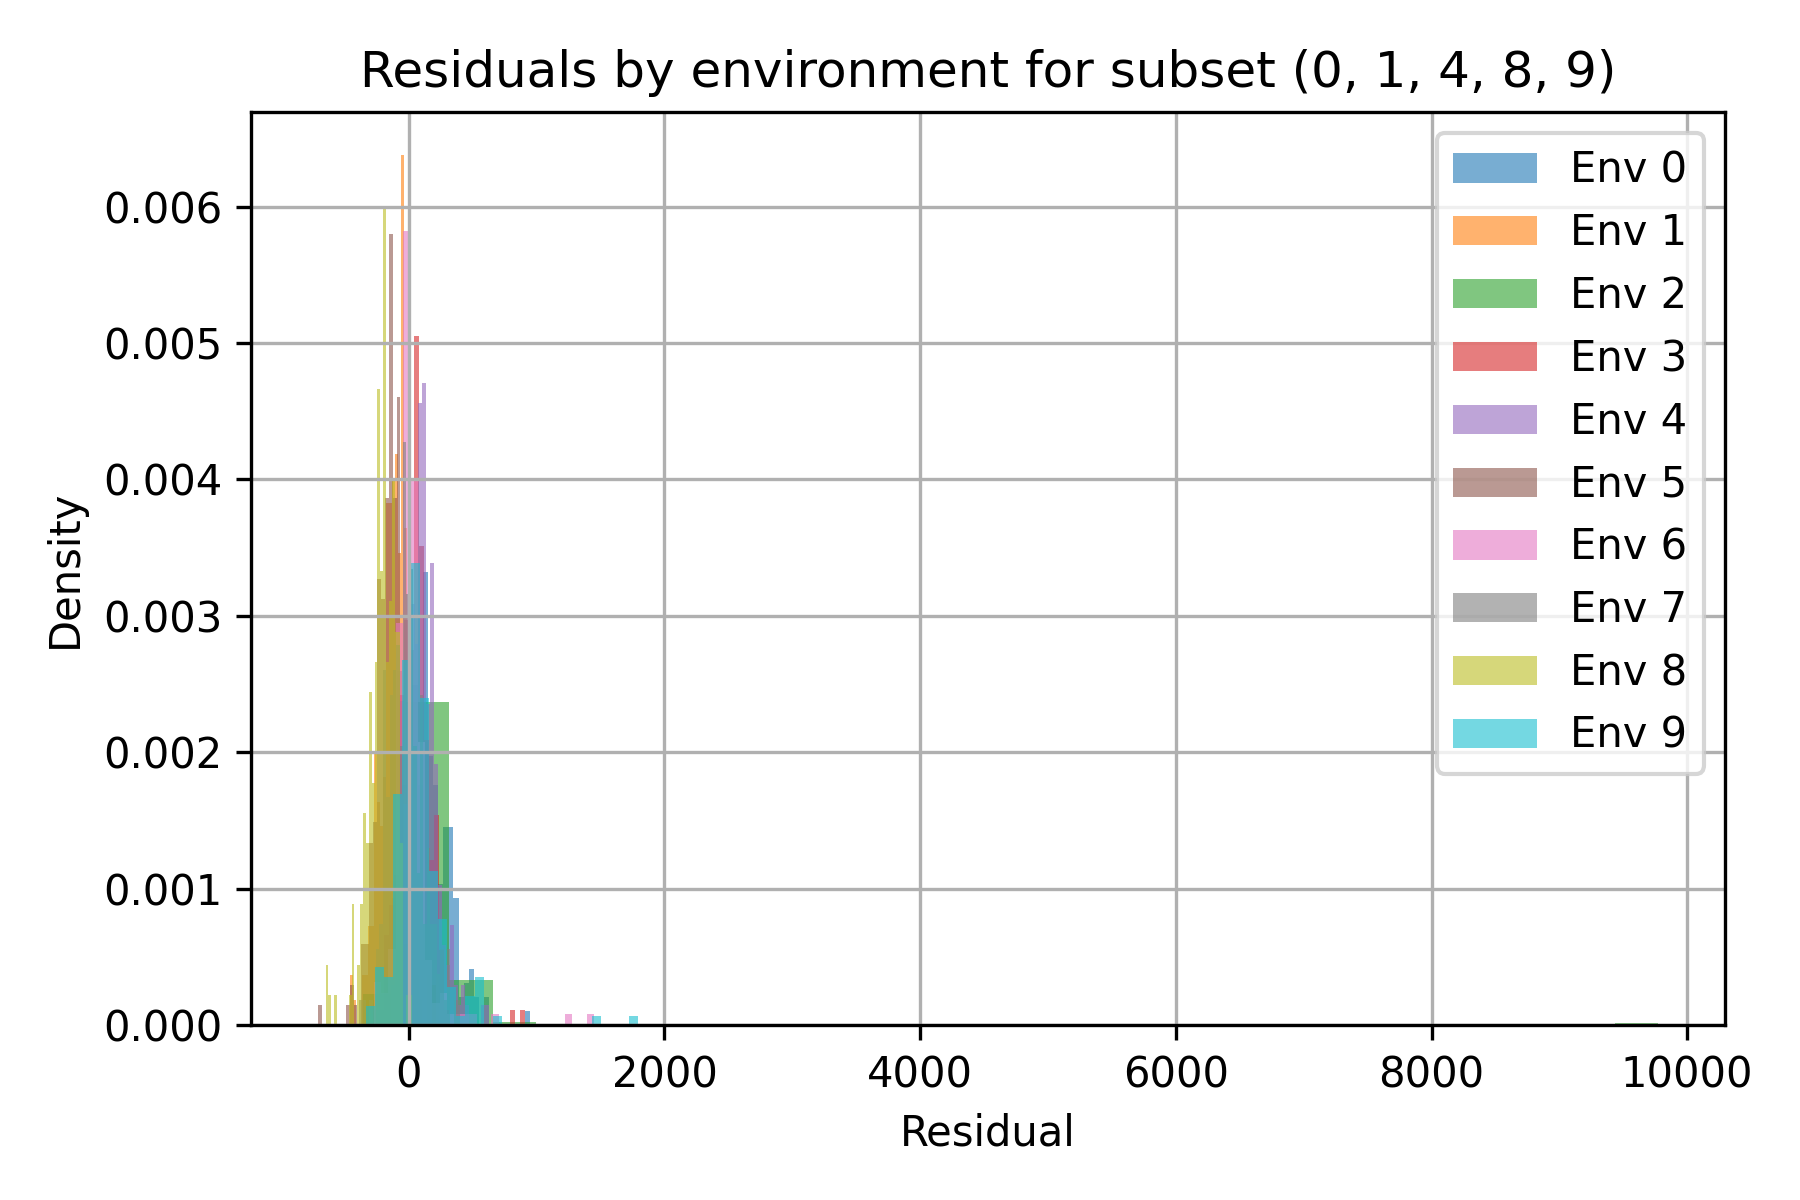 Residuals by environment for subset (0, 1, 4, 8, 9)
Density
0.006
0.005
0.004
0.003
0.002
0.001
0.000
0 2000 4000 6000 8000 10000
Residual
Env 0
Env 1
Env 2
Env 3
Env 4
Env 5
Env 6
Env 7
Env 8
Env 9